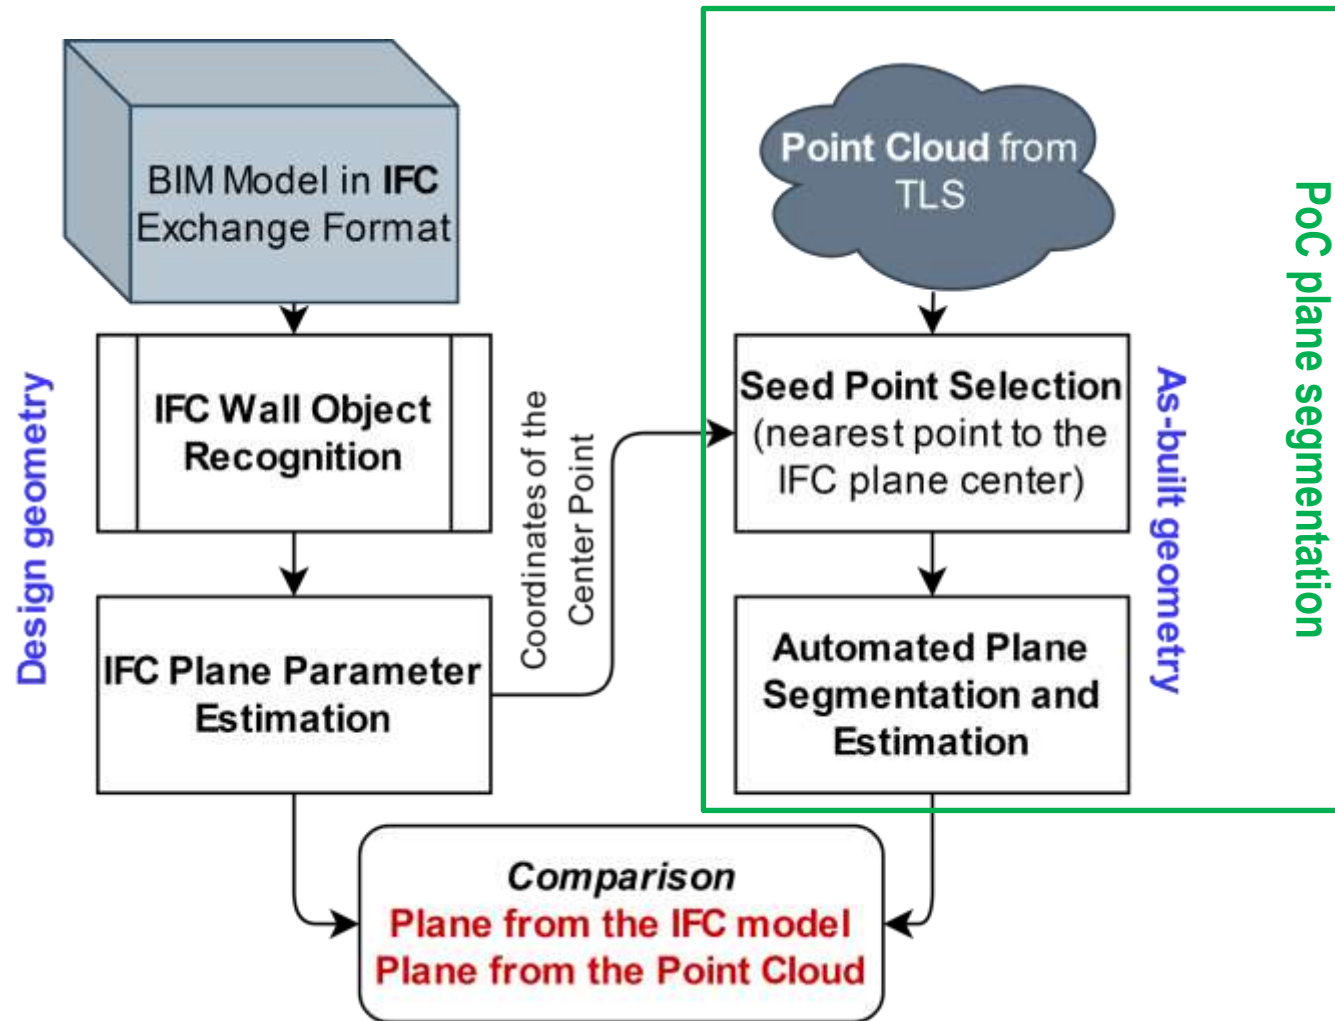 BIM Model in IFC
Exchange Format
Point Cloud from
TLS
Design geometry
IFC Wall Object
Recognition
IFC Plane Parameter
Estimation
Coordinates of the
Center Point
Seed Point Selection
(nearest point to the
IFC plane center)
Automated Plane
Segmentation and
Estimation
As-built geometry
PoC plane segmentation
Comparison
Plane from the IFC model
Plane from the Point Cloud